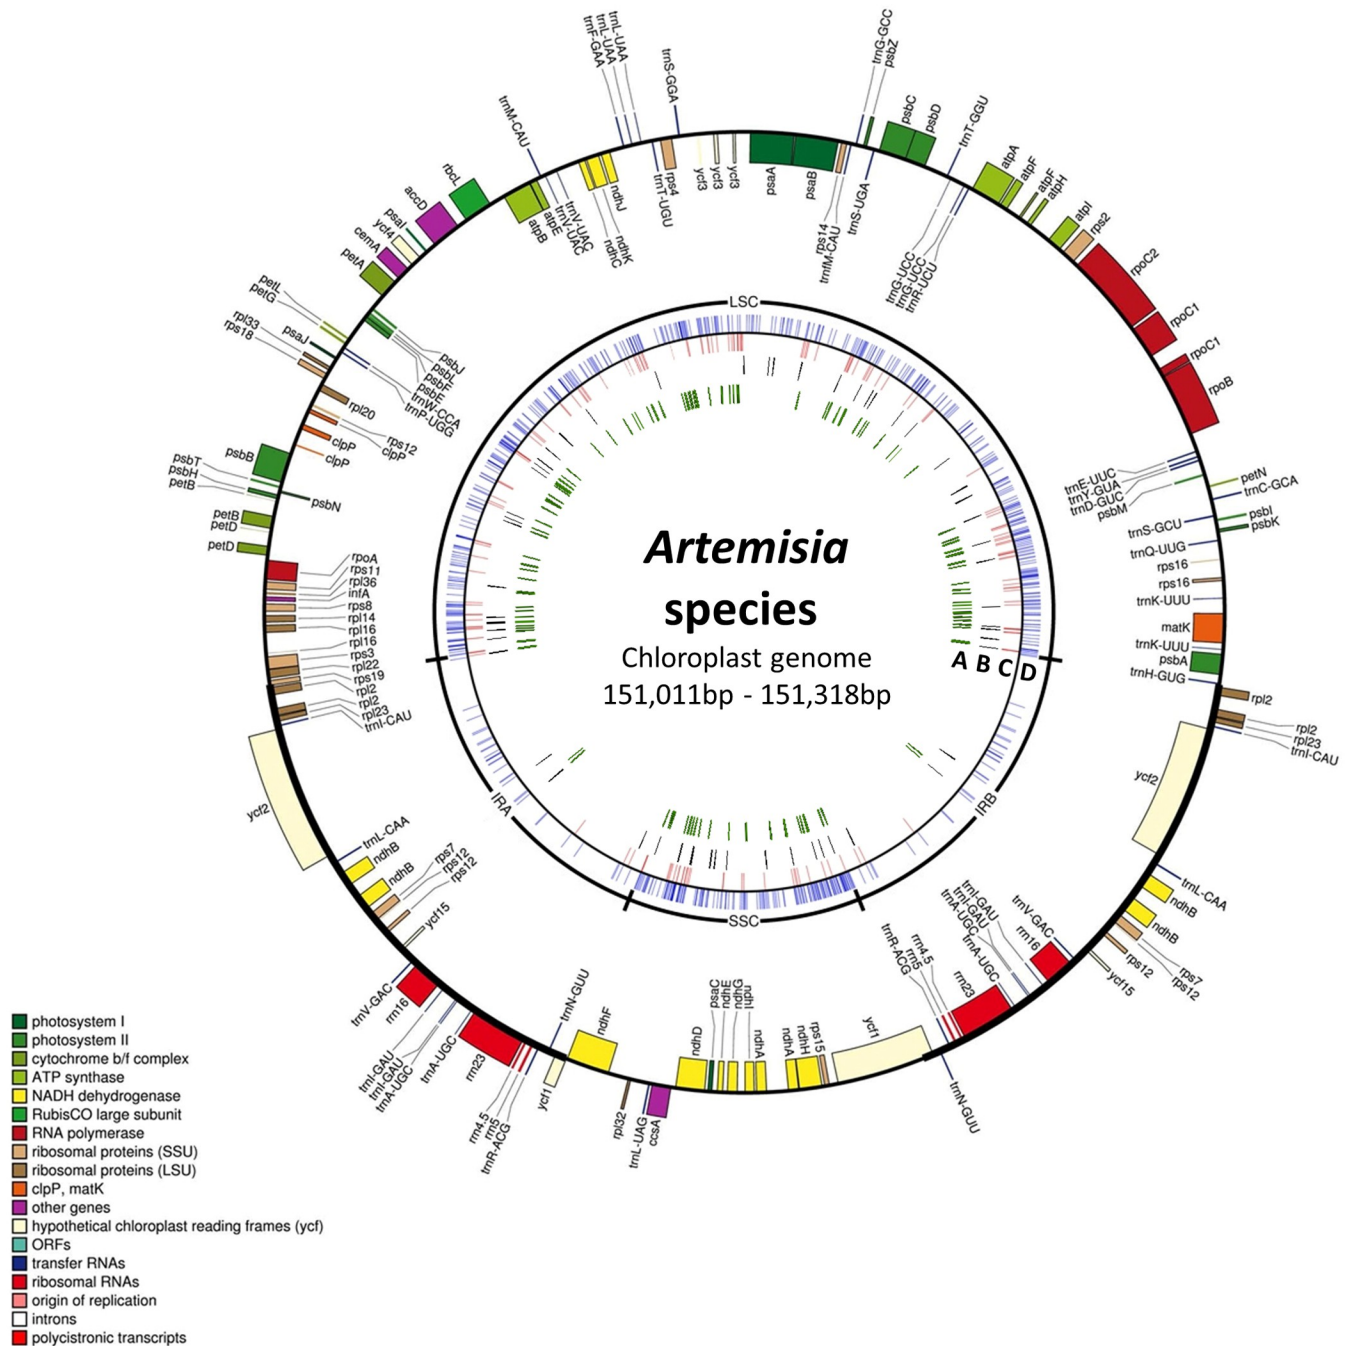 trnL-UAA
trnL-UAA
trnF-GAA
trnS-GGA
trnM-CAU
rbcL
accD
psaI
ycf4
cemA
petA
petL
petG
rpl33
rps18
psaJ
psbJ
psbL
psbF
psbE
trnW-CCA
trnP-UGG
rpl20
rps12
clpP
clpP
clpP
psbB
psbT
psbH
petB
psbN
petB
petD
petD
rpoA
rps11
rpl36
infA
rps8
rpl14
rpl16
rpl16
rps3
rpl22
rps19
rpl2
rpl2
rpl23
trnI-CAU
atpB
atpE
trnV-UAC
trnV-UAC
ndhC
ndhK
ndhJ
trnT-UGU
rps4
ycf3
ycf3
ycf3
psaA
psaB
rps14
trnfM-CAU
trnS-UGA
trnG-GCC
psbZ
psbC
psbD
trnT-GGU
trnG-UCC
trnG-UCC
trnR-UCU
atpA
atpF
atpF
atpH
atpI
rps2
rpoC2
rpoC1
rpoC1
rpoB
trnE-UUC
trnY-GUA
trnD-GUC
psbM
petN
trnC-GCA
psbI
psbK
trnS-GCU
trnQ-UUG
rps16
rps16
trnK-UUU
matK
trnK-UUU
psbA
trnH-GUG
rpl2
rpl2
rpl23
trnI-CAU
ycf2
LSC
Artemisia
species
Chloroplast genome
151,011bp - 151,318bp
A B C D
IRA
IRB
SSC
ycf2
trnL-CAA
ndhB
ndhB
rps7
rps12
rps12
ycf15
trnV-GAC
rrn16
trnI-GAU
trnI-GAU
trnA-UGC
trnA-UGC
rrn23
rrn4.5
rrn5
trnR-ACG
trnN-GUU
ycf1
ndhF
rpl32
trnL-UAG
ccsA
ndhD
psaC
ndhE
ndhG
ndhI
ndhA
ndhA
ndhH
rps15
ycf1
trnN-GUU
trnR-ACG
rrn5
rrn4.5
rrn23
trnA-UGC
trnA-UGC
trnI-GAU
trnI-GAU
rrn16
trnV-GAC
ycf15
rps12
rps12
rps7
ndhB
ndhB
trnL-CAA
photosystem I
photosystem II
cytochrome b/f complex
ATP synthase
NADH dehydrogenase
RubisCO large subunit
RNA polymerase
ribosomal proteins (SSU)
ribosomal proteins (LSU)
clpP, matK
other genes
hypothetical chloroplast reading frames (ycf)
ORFs
transfer RNAs
ribosomal RNAs
origin of replication
introns
polycistronic transcripts